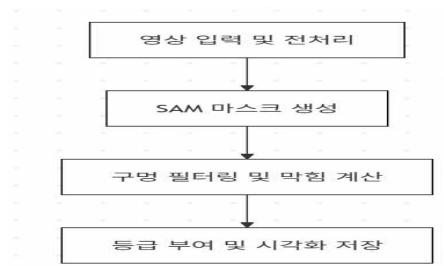 영상 입력 및 전처리
SAM 마스크 생성
구멍 필터링 및 막힘 계산
등급 부여 및 시각화 저장